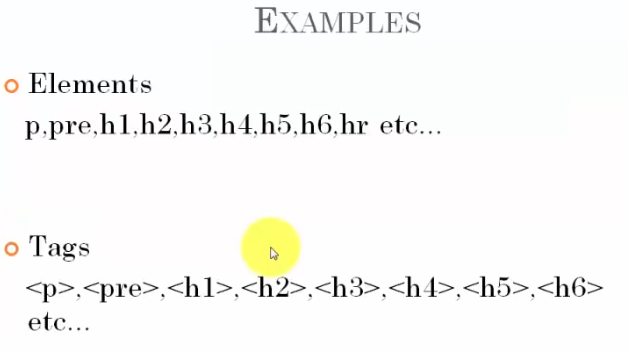 EXAMPLES
Elements
p,pre,h1,h2,h3,h4,h5,h6,hr etc...
Tags
<p>,<pre>,<h1>,<h2>,<h3>,<h4>,<h5>,<h6>
etc...